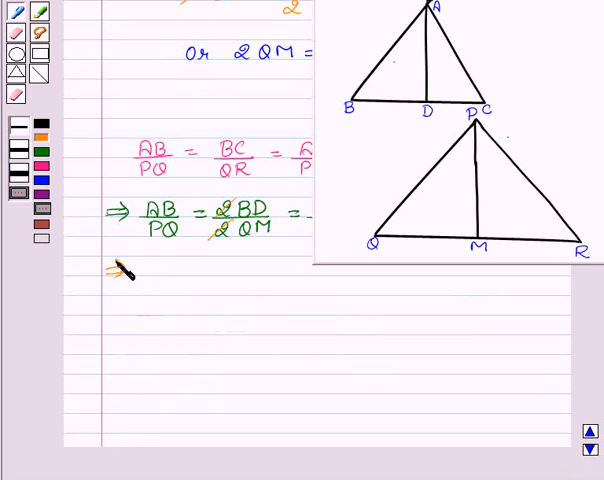 2
or 2QM =
A
B D C
P
AB/PQ = BC/QR = A/P
⇒ AB/PQ = 2BD/2QM =
Q M R
⇒